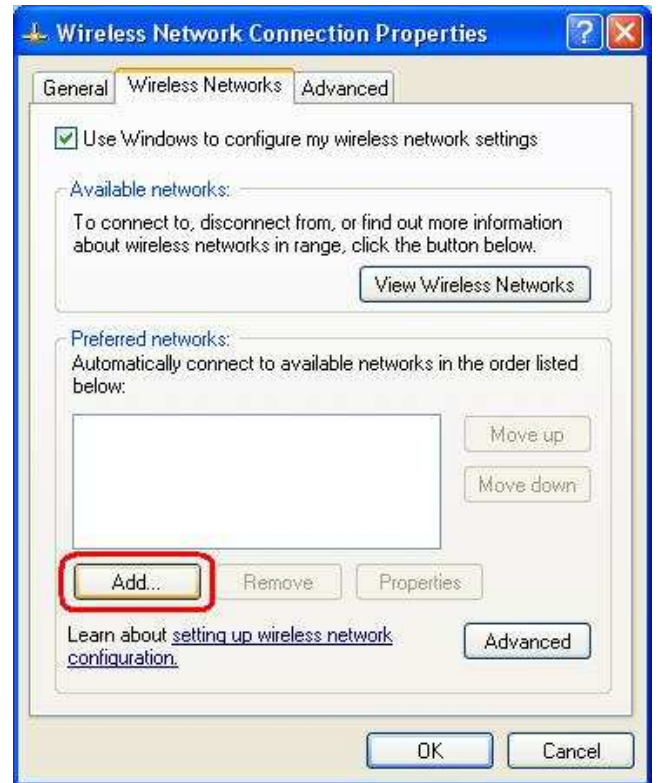 Wireless Network Connection Properties
General Wireless Networks Advanced
Use Windows to configure my wireless network settings
Available networks:
To connect to, disconnect from, or find out more information
about wireless networks in range, click the button below.
View Wireless Networks
Preferred networks:
Automatically connect to available networks in the order listed
below:
Move up
Move down
Add... Remove Properties
Learn about setting up wireless network
configuration.
Advanced
OK Cancel